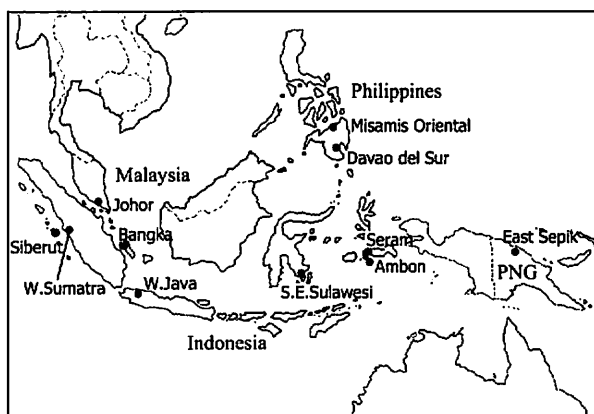 Philippines
Misamis Oriental
Davao del Sur
Malaysia
Johor
Bangka
Siberut
W.Sumatra
W.Java
S.E.Sulawesi
Seram
Ambon
East Sepik
PNG
Indonesia